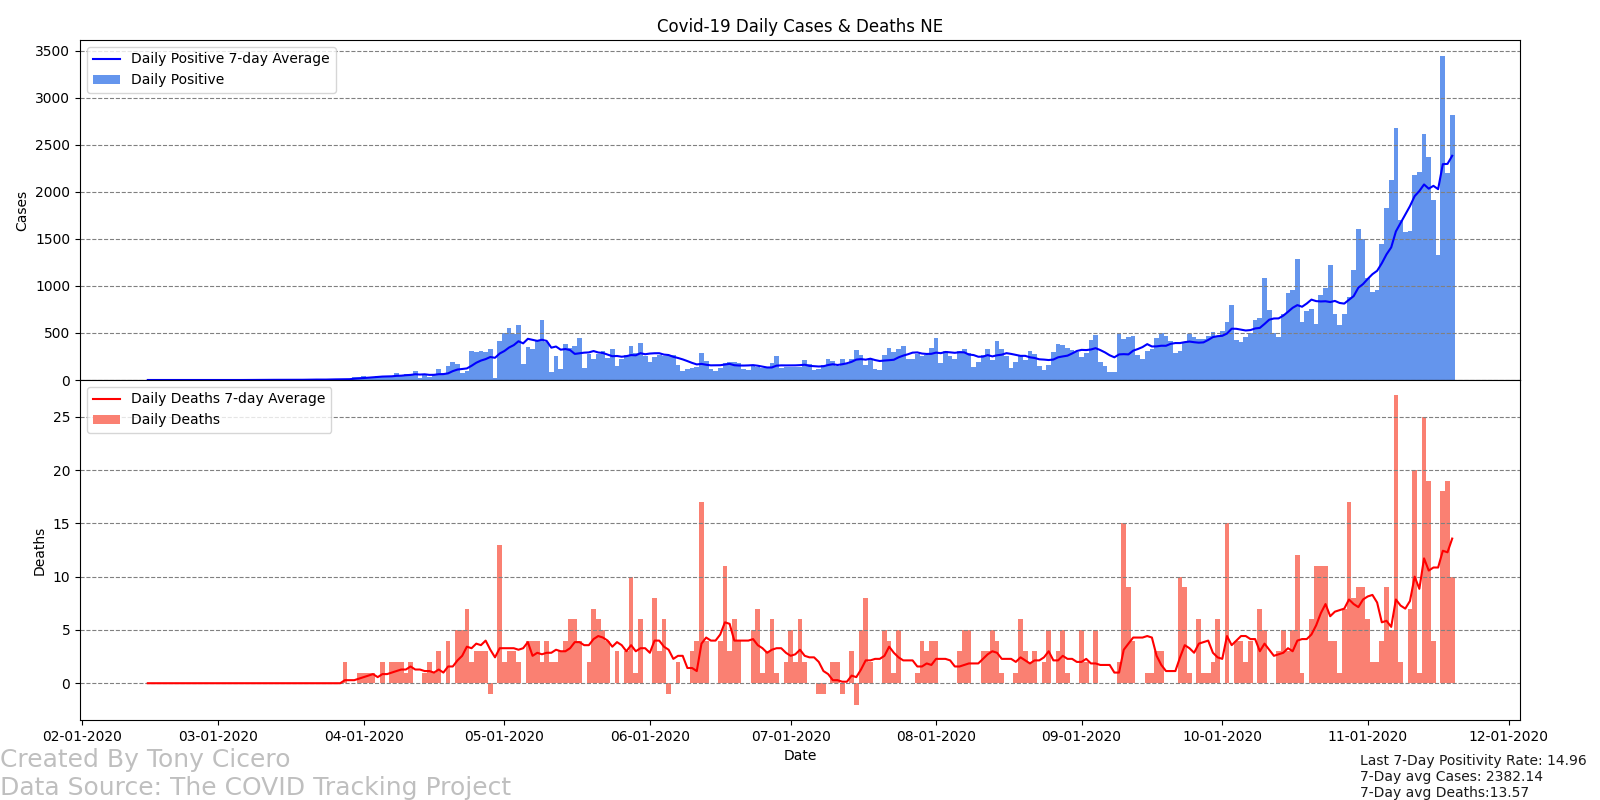 Covid-19 Daily Cases & Deaths NE
Daily Positive 7-day Average
Daily Positive
3500
3000
2500
2000
1500
1000
500
0
Cases
Daily Deaths 7-day Average
Daily Deaths
25
20
15
10
5
0
Deaths
02-01-2020 03-01-2020 04-01-2020 05-01-2020 06-01-2020 07-01-2020 08-01-2020 09-01-2020 10-01-2020 11-01-2020 12-01-2020
Date
Created By Tony Cicero
Data Source: The COVID Tracking Project
Last 7-Day Positivity Rate: 14.96
7-Day avg Cases: 2382.14
7-Day avg Deaths:13.57